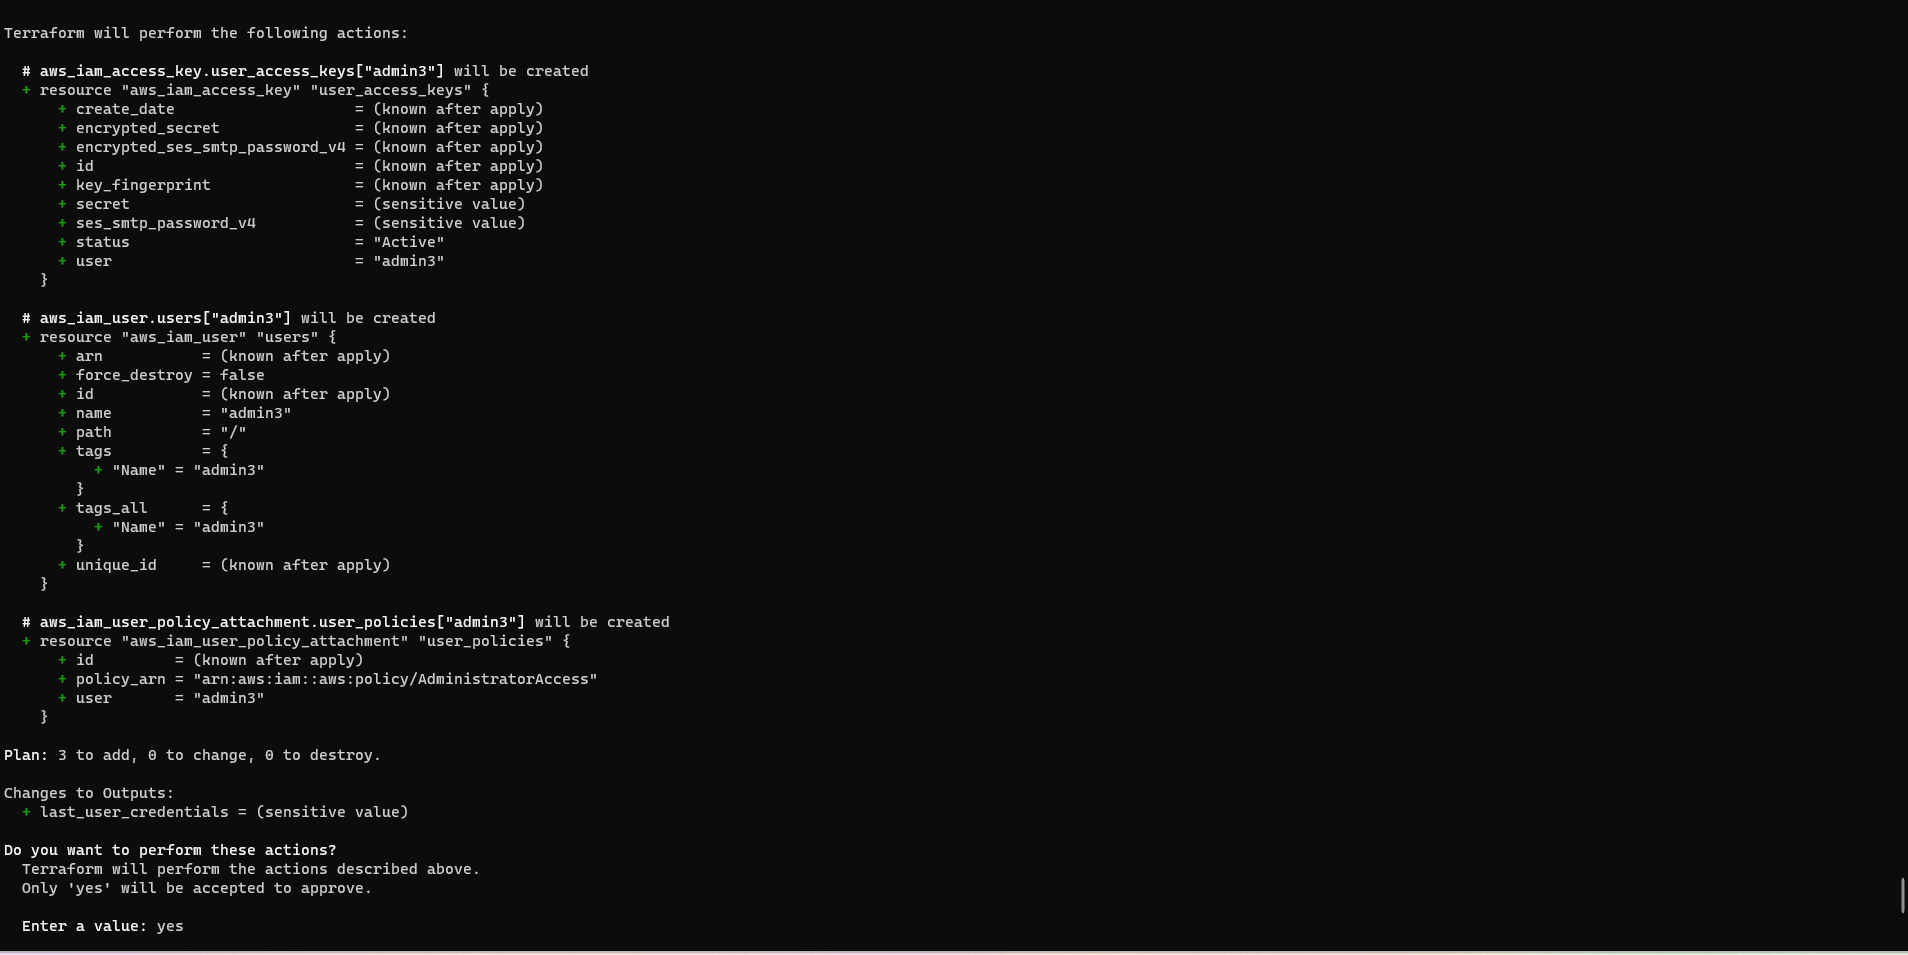 Terraform will perform the following actions:

  # aws_iam_access_key.user_access_keys["admin3"] will be created
  + resource "aws_iam_access_key" "user_access_keys" {
      + create_date                    = (known after apply)
      + encrypted_secret               = (known after apply)
      + encrypted_ses_smtp_password_v4 = (known after apply)
      + id                             = (known after apply)
      + key_fingerprint                = (known after apply)
      + secret                         = (sensitive value)
      + ses_smtp_password_v4           = (sensitive value)
      + status                         = "Active"
      + user                           = "admin3"
    }

  # aws_iam_user.users["admin3"] will be created
  + resource "aws_iam_user" "users" {
      + arn           = (known after apply)
      + force_destroy = false
      + id            = (known after apply)
      + name          = "admin3"
      + path          = "/"
      + tags          = {
          + "Name" = "admin3"
        }
      + tags_all      = {
          + "Name" = "admin3"
        }
      + unique_id     = (known after apply)
    }

  # aws_iam_user_policy_attachment.user_policies["admin3"] will be created
  + resource "aws_iam_user_policy_attachment" "user_policies" {
      + id         = (known after apply)
      + policy_arn = "arn:aws:iam::aws:policy/AdministratorAccess"
      + user       = "admin3"
    }

Plan: 3 to add, 0 to change, 0 to destroy.

Changes to Outputs:
  + last_user_credentials = (sensitive value)

Do you want to perform these actions?
  Terraform will perform the actions described above.
  Only 'yes' will be accepted to approve.

  Enter a value: yes